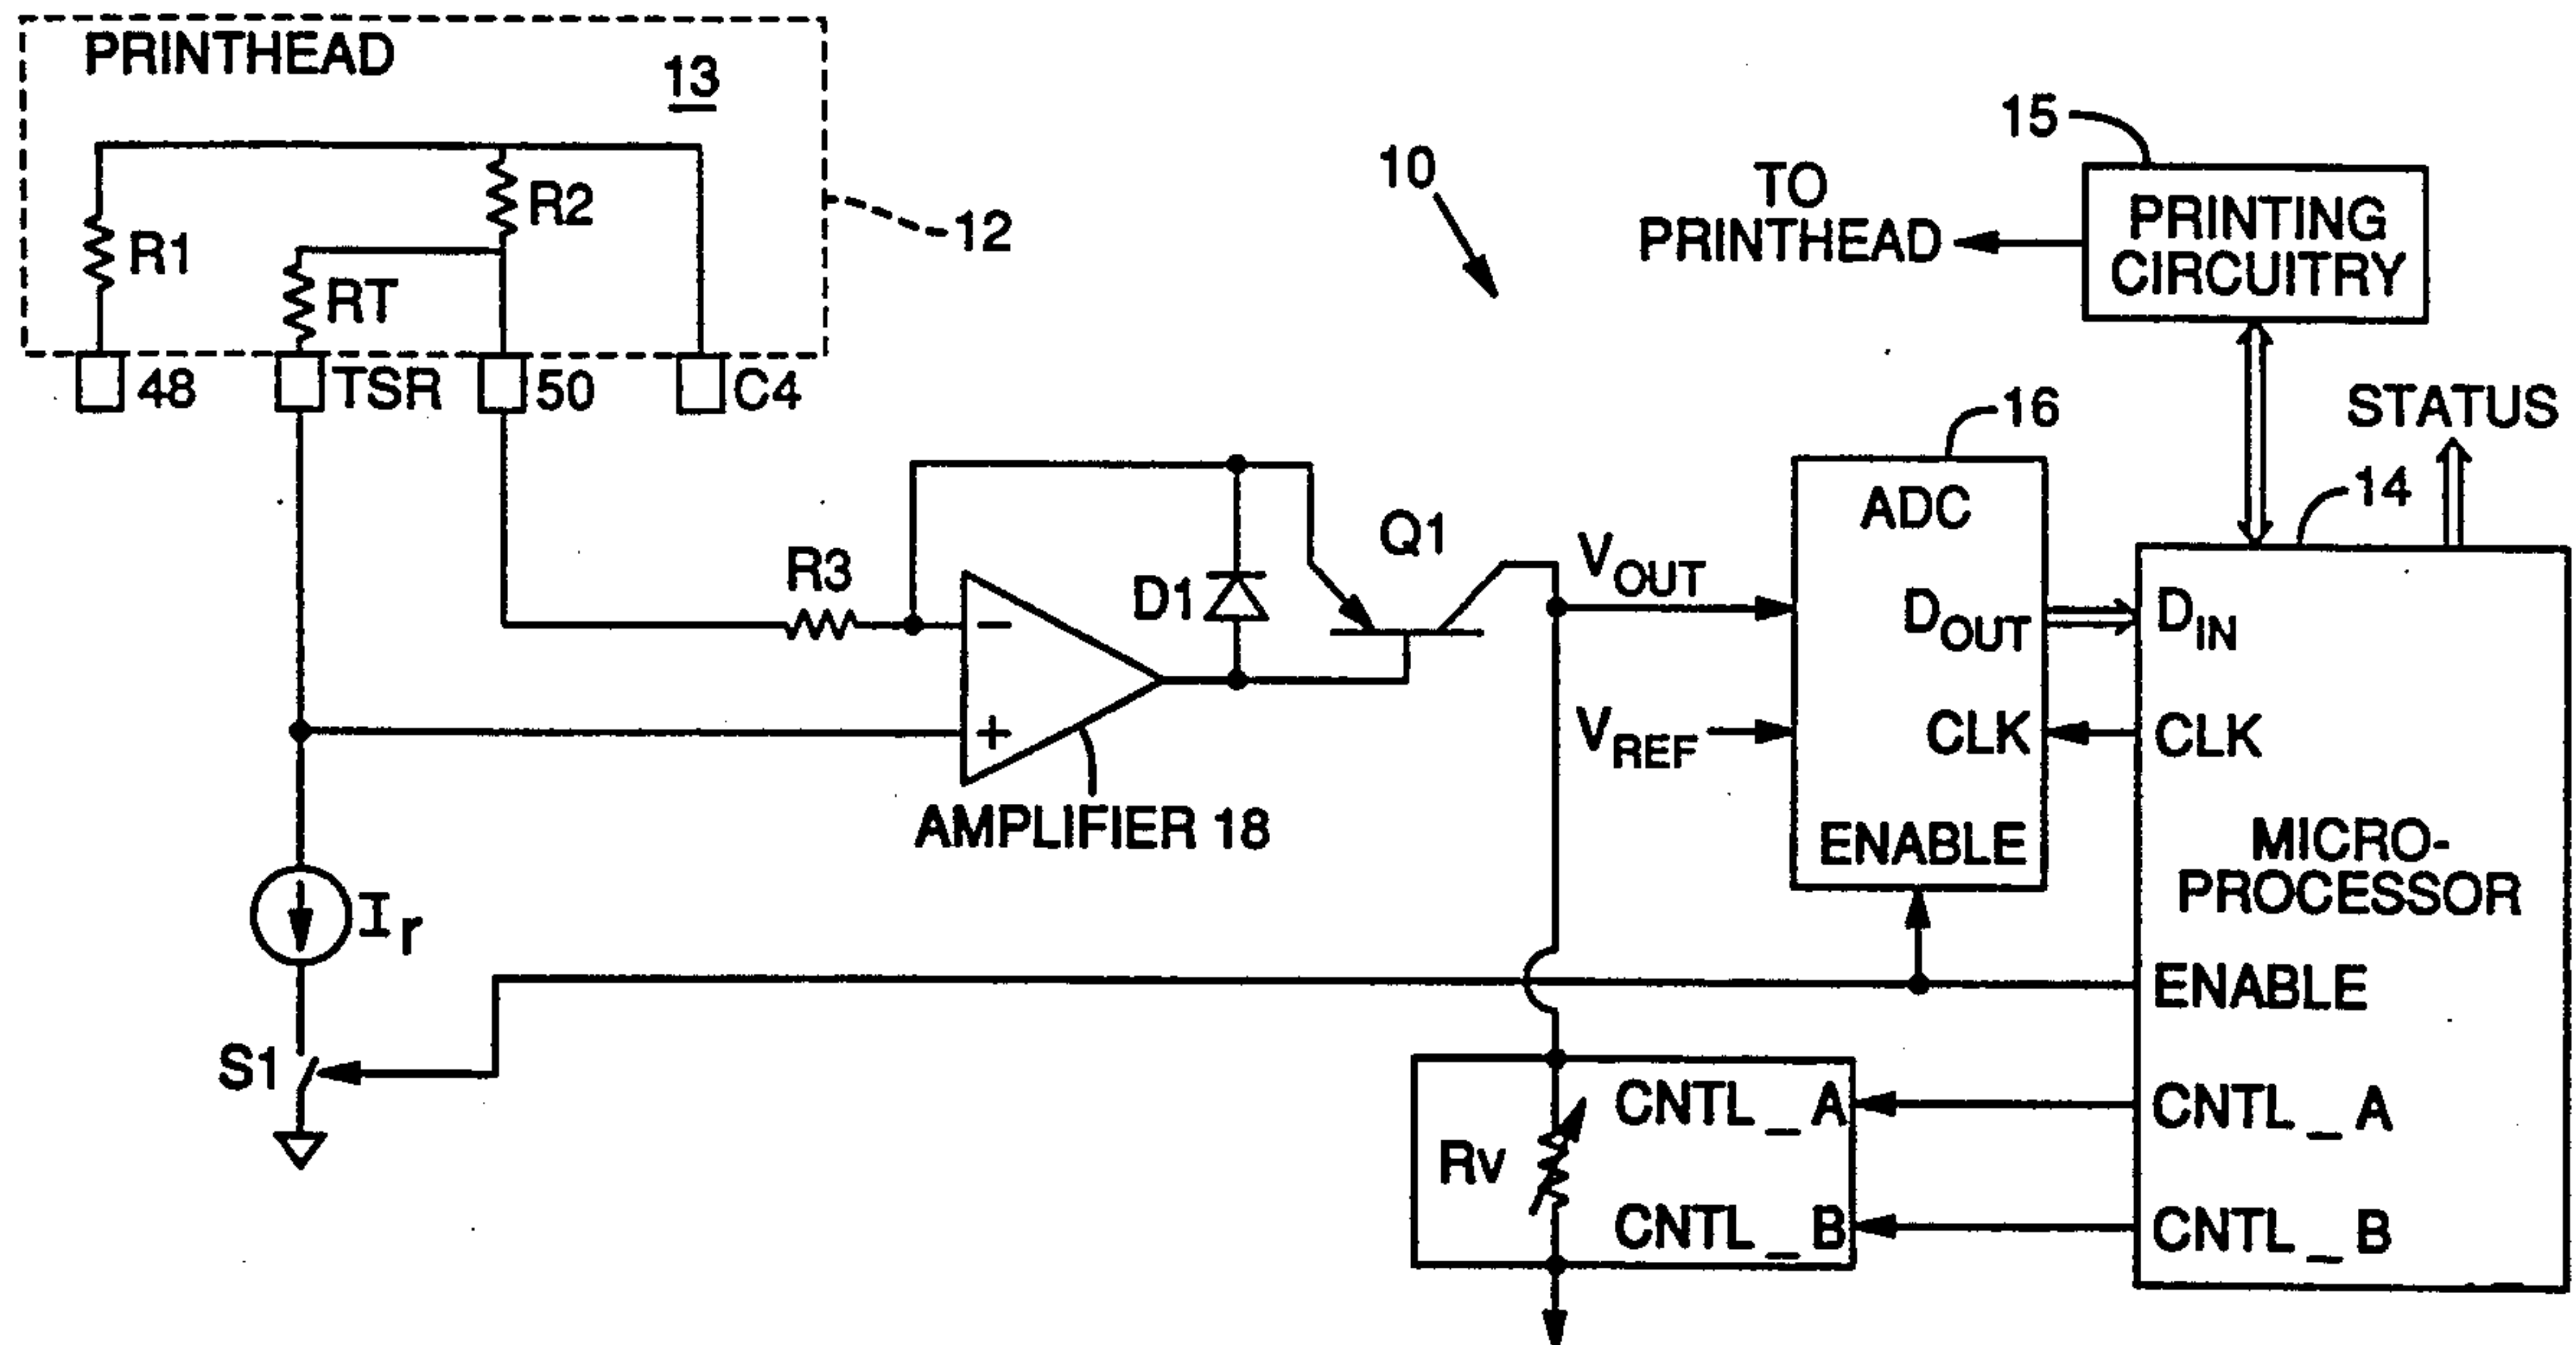 PRINTHEAD
13
R1
R2
RT
12
48
TSR
50
C4
10
15
TO
PRINTHEAD
PRINTING
CIRCUITRY
STATUS
16
14
R3
D1
Q1
VOUT
VREF
ADC
DOUT
CLK
ENABLE
DIN
CLK
MICRO-
PROCESSOR
ENABLE
CNTL_A
CNTL_B
AMPLIFIER 18
Ir
S1
Rv
CNTL_A
CNTL_B